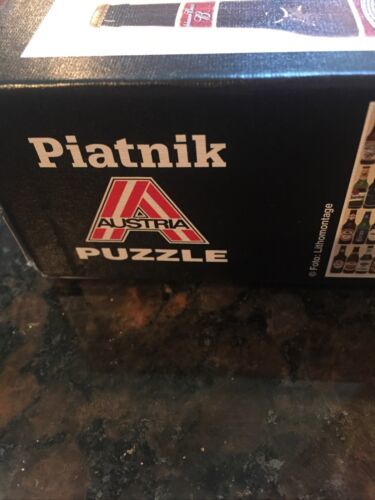 Piatnik
AUSTRIA
PUZZLE
© Foto: Lithomontage